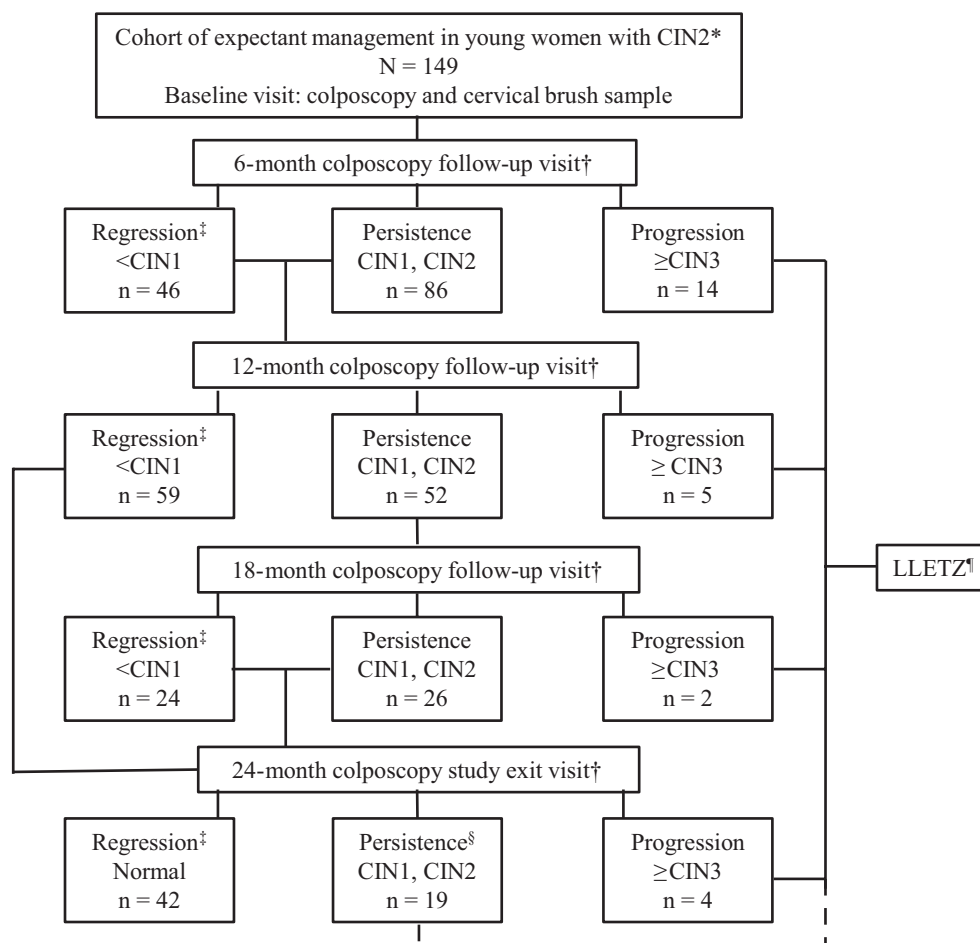 Cohort of expectant management in young women with CIN2*
N = 149
Baseline visit: colposcopy and cervical brush sample
6-month colposcopy follow-up visit†
Regression‡
<CIN1
n = 46
Persistence
CIN1, CIN2
n = 86
Progression
≥CIN3
n = 14
12-month colposcopy follow-up visit†
Regression‡
<CIN1
n = 59
Persistence
CIN1, CIN2
n = 52
Progression
≥ CIN3
n = 5
LLETZ¶
18-month colposcopy follow-up visit†
Regression‡
<CIN1
n = 24
Persistence
CIN1, CIN2
n = 26
Progression
≥CIN3
n = 2
24-month colposcopy study exit visit†
Regression‡
Normal
n = 42
Persistence§
CIN1, CIN2
n = 19
Progression
≥CIN3
n = 4